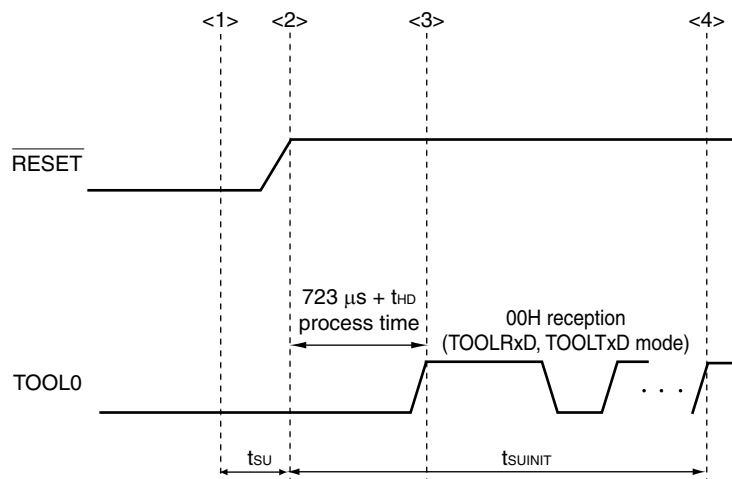 <1> <2> <3> <4>
RESET
723 μs + tHD
process time
00H reception
(TOOLRxD, TOOLTxD mode)
TOOL0
. . .
tSU
tSUINIT